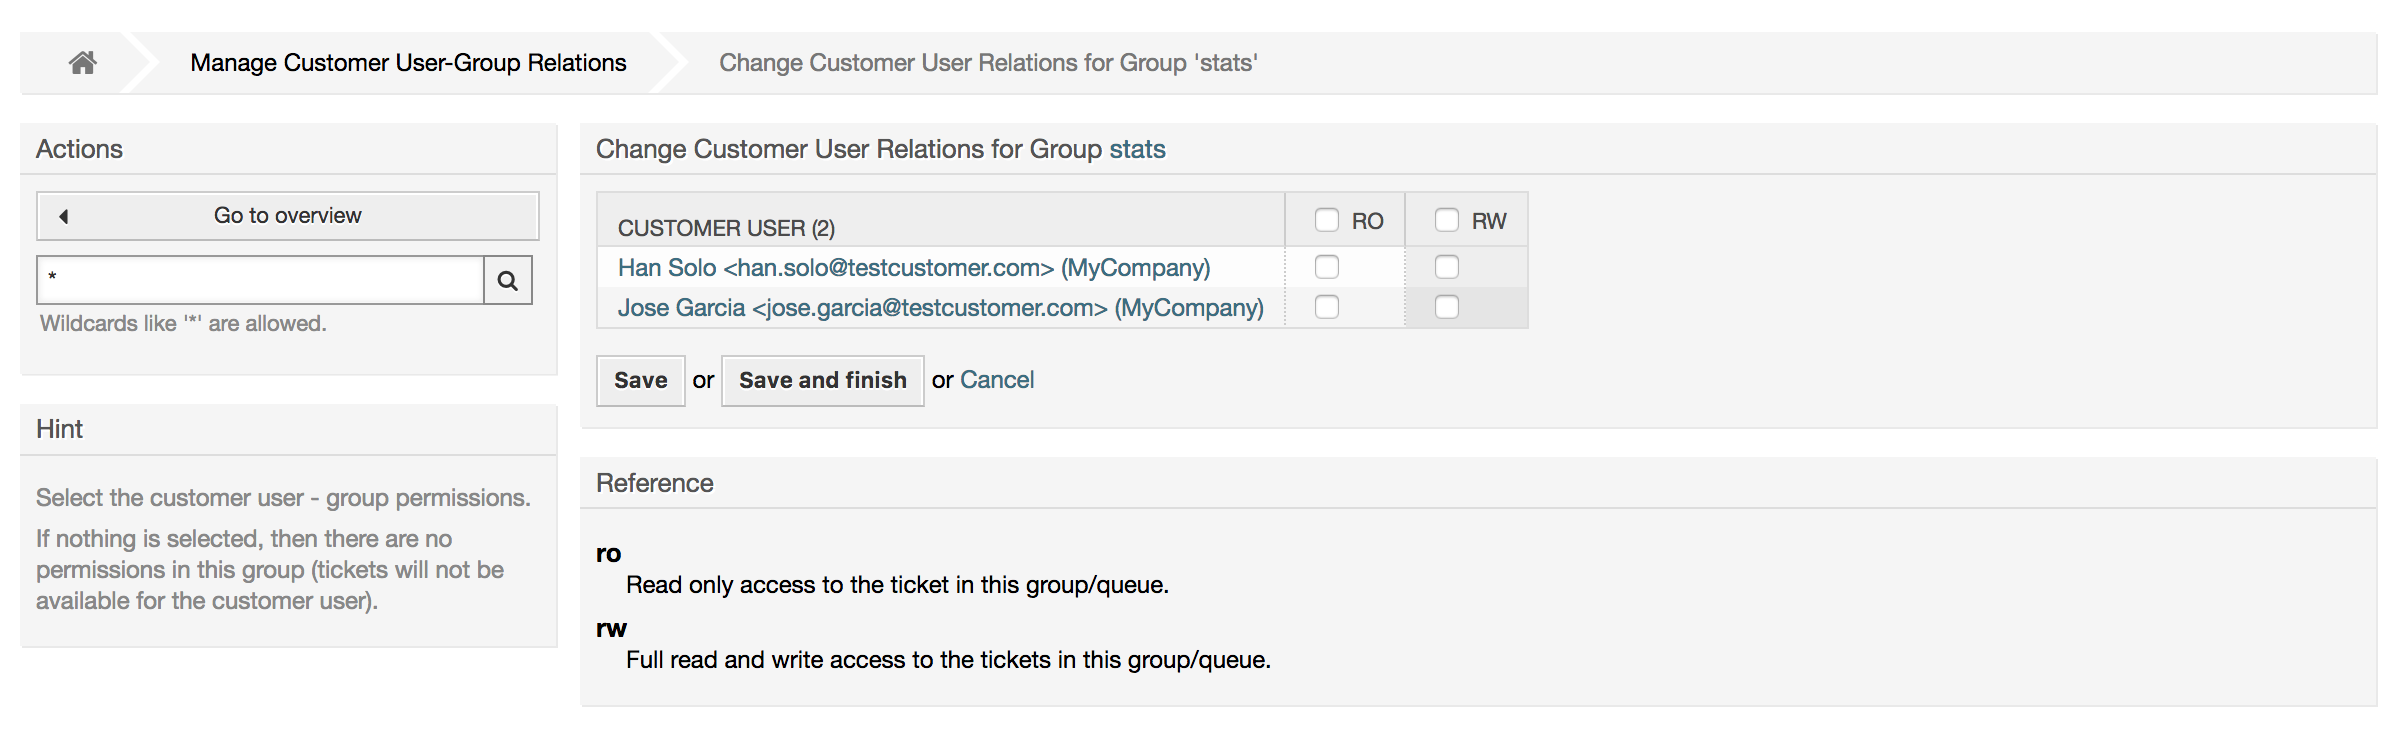 Manage Customer User-Group Relations
Change Customer User Relations for Group 'stats'
Actions
Go to overview
*
Wildcards like '*' are allowed.
Hint
Select the customer user - group permissions.
If nothing is selected, then there are no
permissions in this group (tickets will not be
available for the customer user).
Change Customer User Relations for Group stats
CUSTOMER USER (2) RO RW
Han Solo <han.solo@testcustomer.com> (MyCompany)
Jose Garcia <jose.garcia@testcustomer.com> (MyCompany)
Save or Save and finish or Cancel
Reference
ro
Read only access to the ticket in this group/queue.
rw
Full read and write access to the tickets in this group/queue.